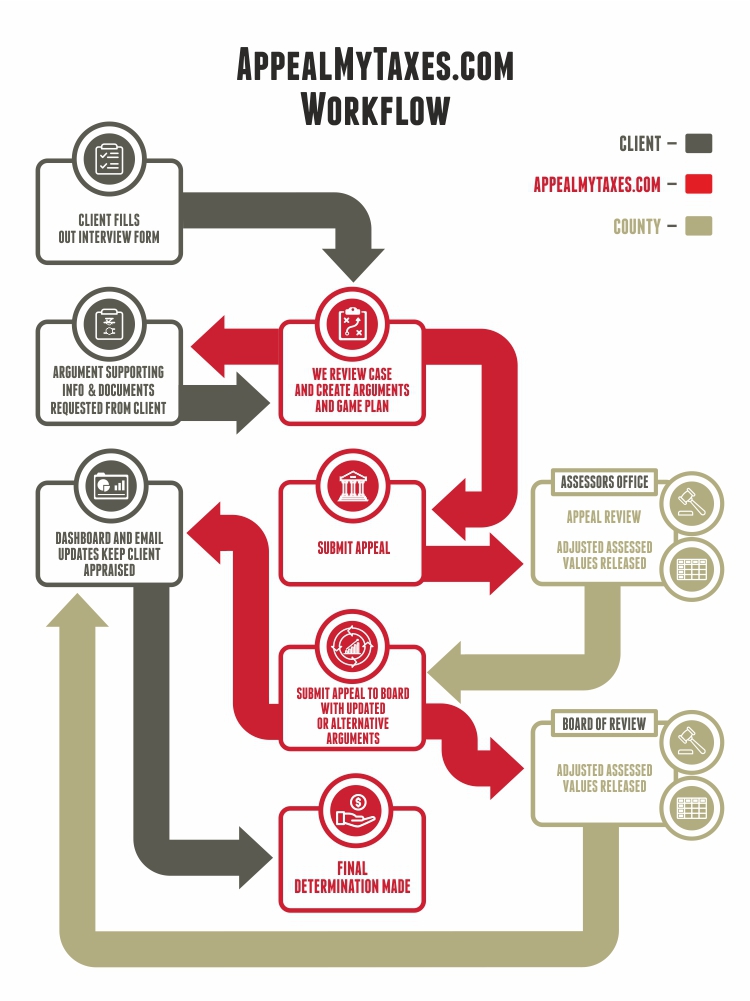 AppealMyTaxes.com
Workflow
CLIENT –
APPEALMYTAXES.COM –
COUNTY –
CLIENT FILLS
OUT INTERVIEW FORM
ARGUMENT SUPPORTING
INFO & DOCUMENTS
REQUESTED FROM CLIENT
WE REVIEW CASE
AND CREATE ARGUMENTS
AND GAME PLAN
DASHBOARD AND EMAIL
UPDATES KEEP CLIENT
APPRAISED
SUBMIT APPEAL
ASSESSORS OFFICE
APPEAL REVIEW
ADJUSTED ASSESSED
VALUES RELEASED
SUBMIT APPEAL TO BOARD
WITH UPDATED
OR ALTERNATIVE
ARGUMENTS
BOARD OF REVIEW
ADJUSTED ASSESSED
VALUES RELEASED
$
FINAL
DETERMINATION MADE